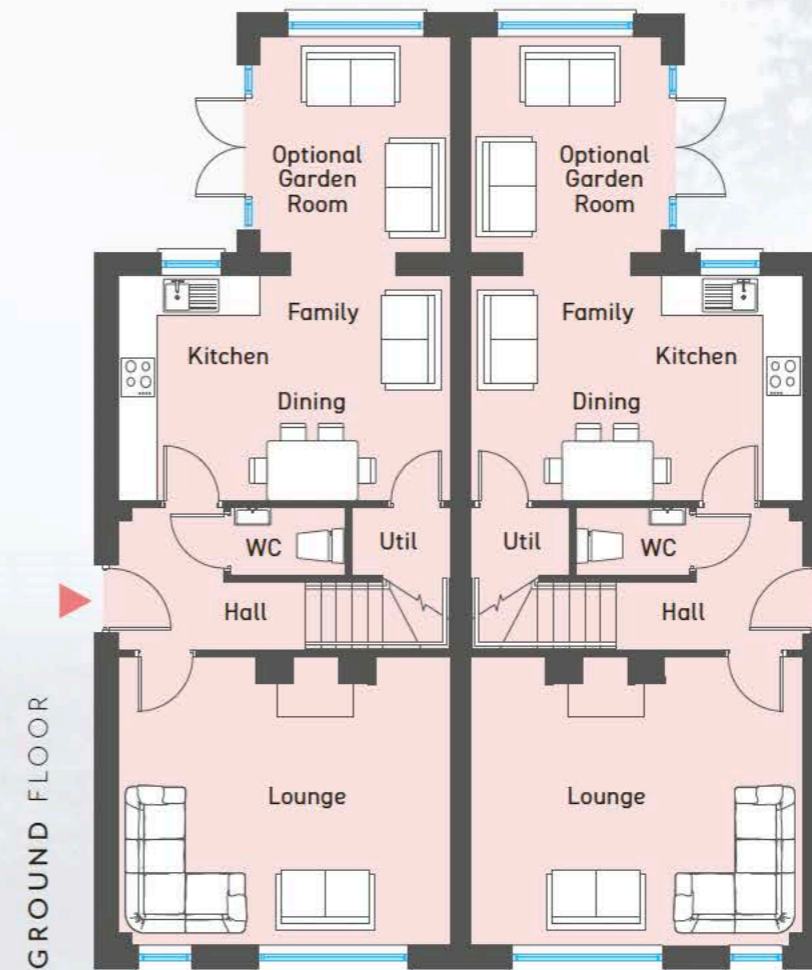 Optional
Garden
Room
Optional
Garden
Room
Family
Family
Kitchen
Kitchen
Dining
Dining
WC
Util
Util
WC
Hall
Hall
Lounge
Lounge
GROUND FLOOR